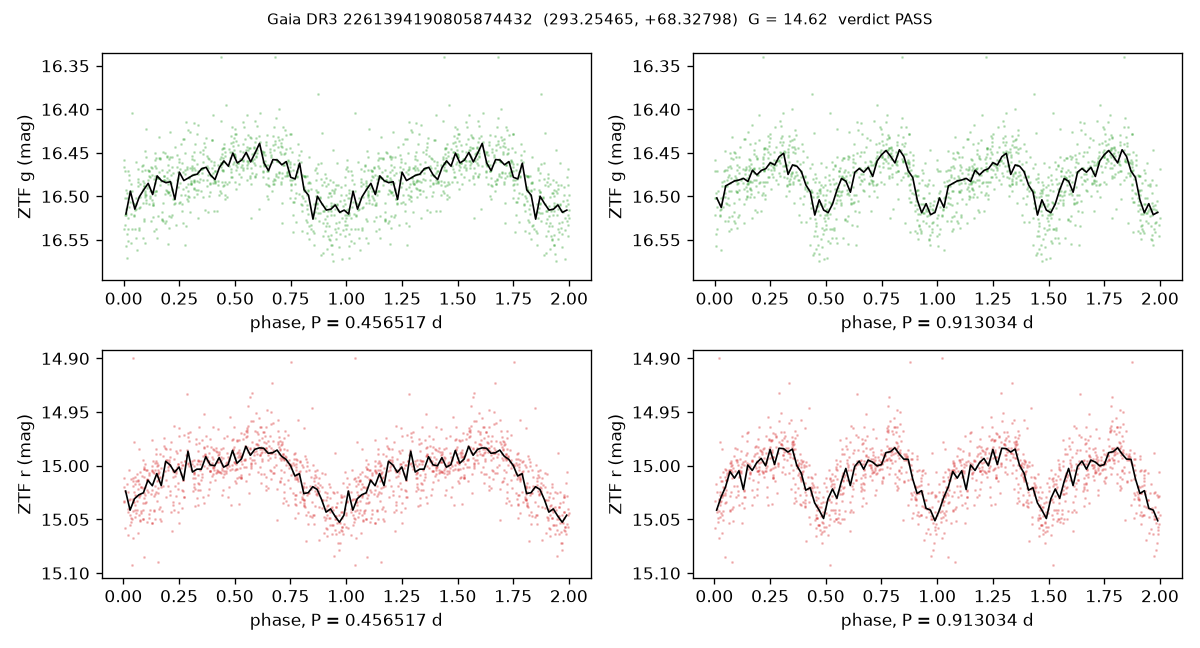 Gaia DR3 2261394190805874432  (293.25465, +68.32798)  G = 14.62  verdict PASS
ZTF g (mag)
16.35
16.40
16.45
16.50
16.55
0.00 0.25 0.50 0.75 1.00 1.25 1.50 1.75 2.00
phase, P = 0.456517 d
ZTF g (mag)
16.35
16.40
16.45
16.50
16.55
0.00 0.25 0.50 0.75 1.00 1.25 1.50 1.75 2.00
phase, P = 0.913034 d
ZTF r (mag)
14.90
14.95
15.00
15.05
15.10
0.00 0.25 0.50 0.75 1.00 1.25 1.50 1.75 2.00
phase, P = 0.456517 d
ZTF r (mag)
14.90
14.95
15.00
15.05
15.10
0.00 0.25 0.50 0.75 1.00 1.25 1.50 1.75 2.00
phase, P = 0.913034 d